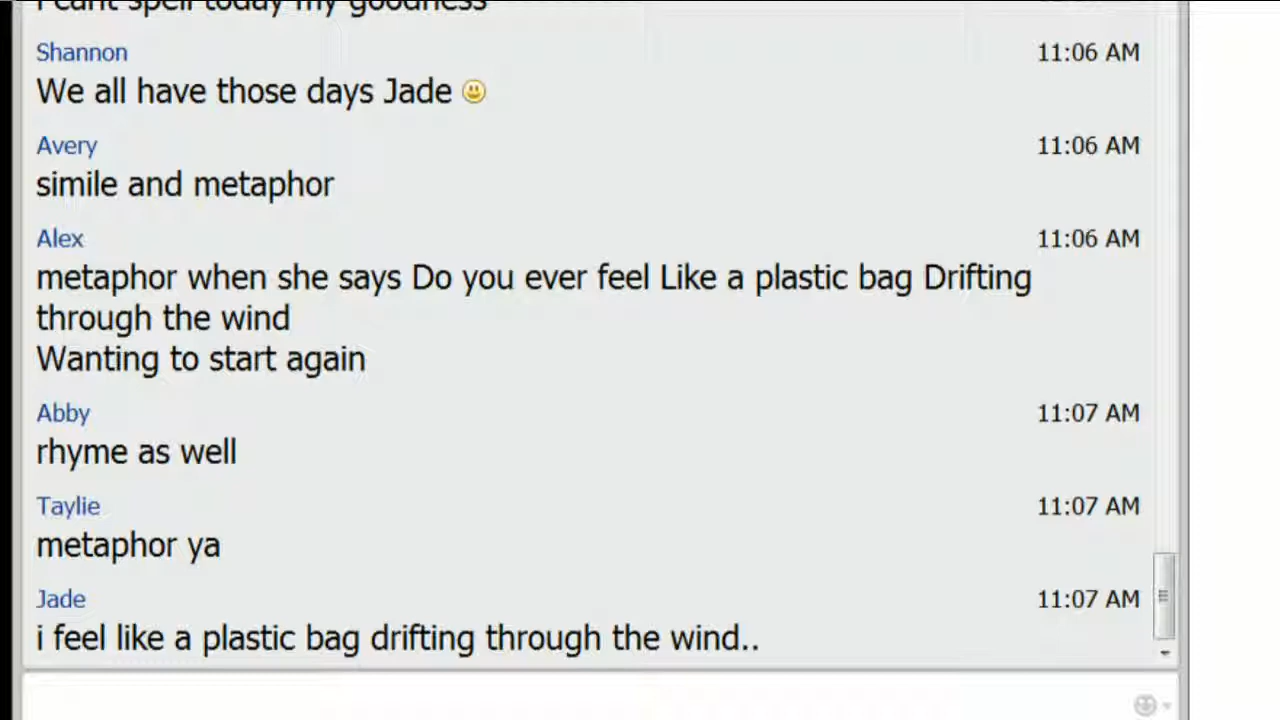 i cant spell today my goodness
Shannon 11:06 AM
We all have those days Jade
Avery 11:06 AM
simile and metaphor
Alex 11:06 AM
metaphor when she says Do you ever feel Like a plastic bag Drifting
through the wind
Wanting to start again
Abby 11:07 AM
rhyme as well
Taylie 11:07 AM
metaphor ya
Jade 11:07 AM
i feel like a plastic bag drifting through the wind..